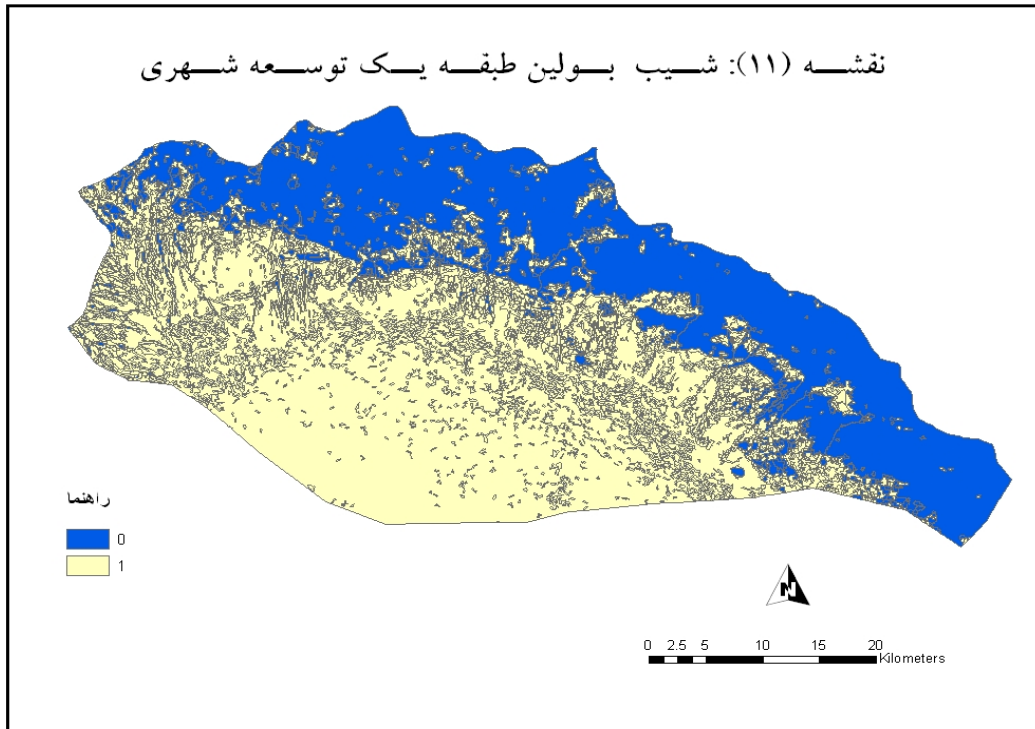 نقشه (۱۱): شیب بولین طبقه یک توسعه شهری
راهنما
0
1
N
0 2.5 5 10 15 20
Kilometers